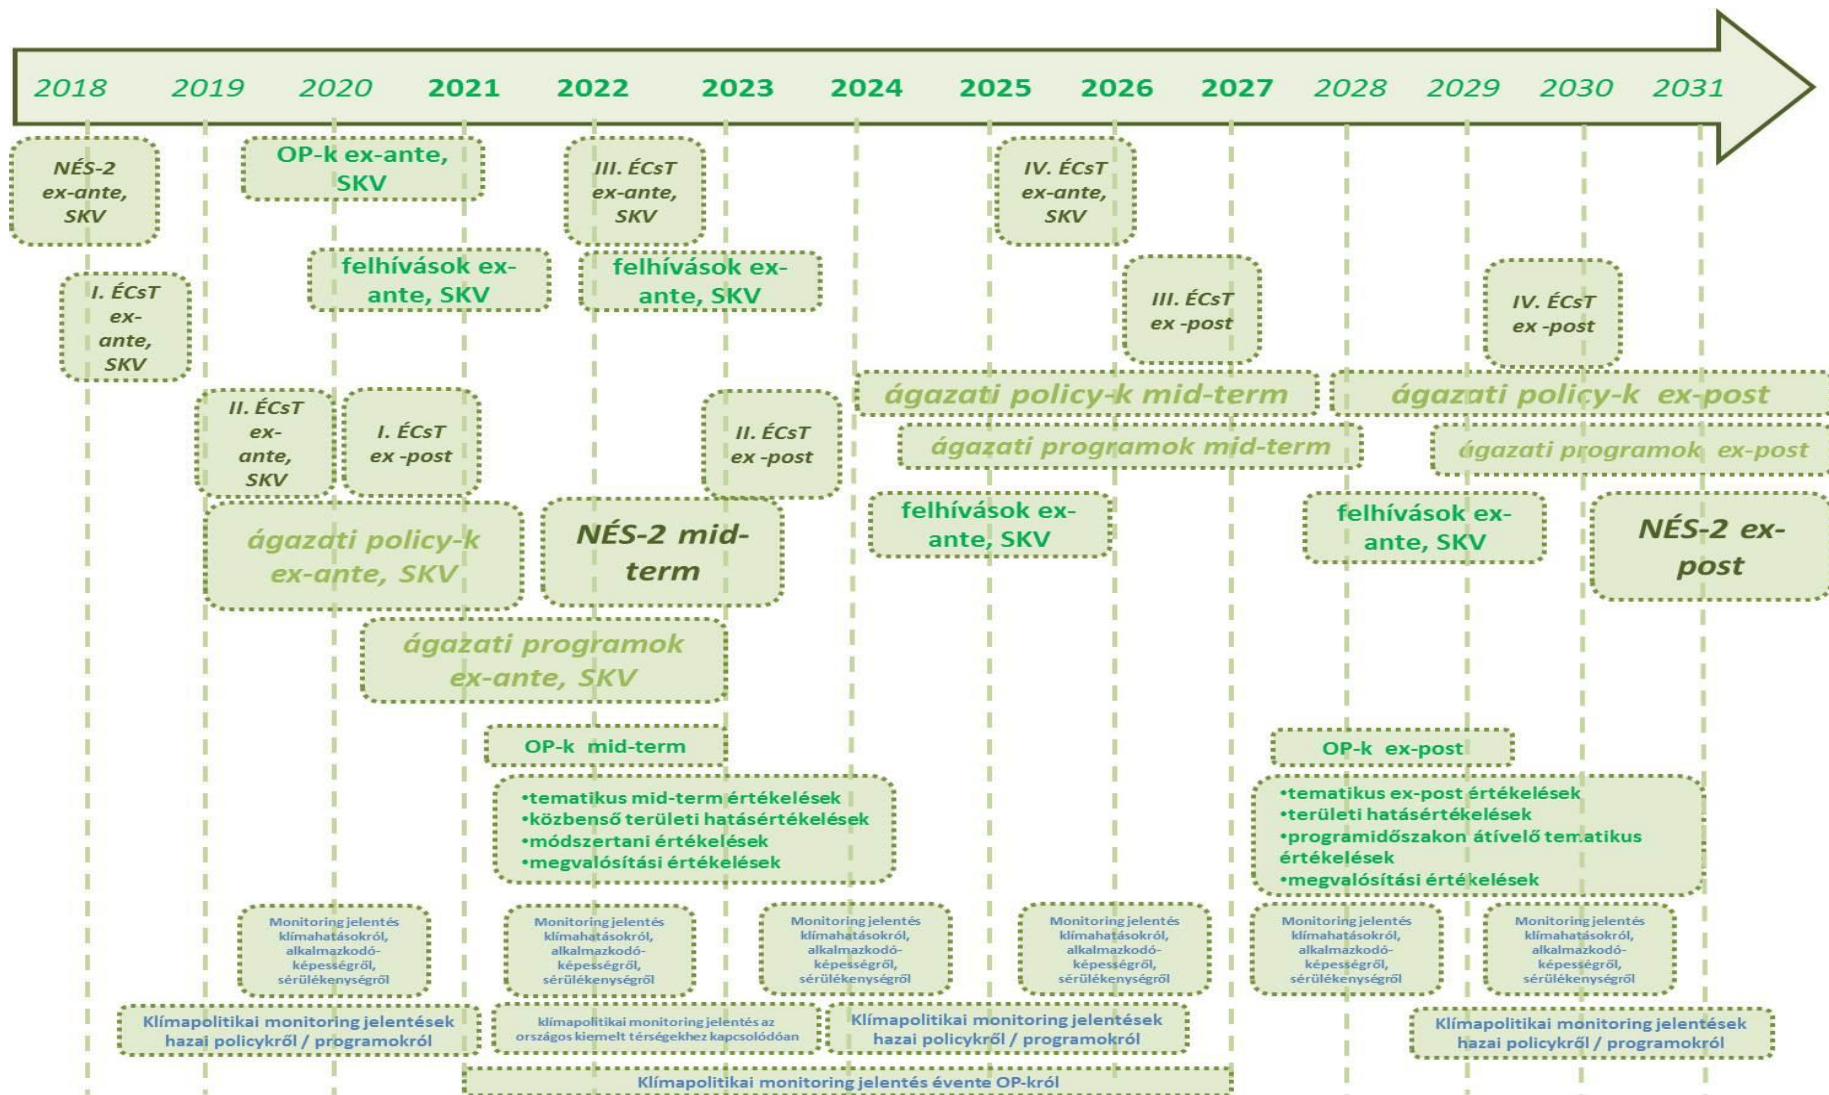 2018 2019 2020 2021 2022 2023 2024 2025 2026 2027 2028 2029 2030 2031
NÉS-2
ex-ante,
SKV
OP-k ex-ante,
SKV
III. ÉCsT
ex-ante,
SKV
IV. ÉCsT
ex-ante,
SKV
felhívások ex-
ante, SKV
felhívások ex-
ante, SKV
I. ÉCsT
ex-
ante,
SKV
III. ÉCsT
ex -post
IV. ÉCsT
ex -post
ágazati policy-k mid-term
ágazati policy-k ex-post
II. ÉCsT
ex-
ante,
SKV
I. ÉCsT
ex -post
II. ÉCsT
ex -post
ágazati programok mid-term
ágazati programok ex-post
ágazati policy-k
ex-ante, SKV
NÉS-2 mid-
term
felhívások ex-
ante, SKV
felhívások ex-
ante, SKV
NÉS-2 ex-
post
ágazati programok
ex-ante, SKV
OP-k mid-term
OP-k ex-post
•tematikus mid-term értékelések
•közbenső területi hatásértékelések
•módszertani értékelések
•megvalósítási értékelések
•tematikus ex-post értékelések
•területi hatásértékelések
•programidőszakon átívelő tematikus
értékelések
•megvalósítási értékelések
Monitoring jelentés
klímahatásokról,
alkalmazkodó-
képességről,
sérülékenységről
Monitoring jelentés
klímahatásokról,
alkalmazkodó-
képességről,
sérülékenységről
Monitoring jelentés
klímahatásokról,
alkalmazkodó-
képességről,
sérülékenységről
Monitoring jelentés
klímahatásokról,
alkalmazkodó-
képességről,
sérülékenységről
Monitoring jelentés
klímahatásokról,
alkalmazkodó-
képességről,
sérülékenységről
Monitoring jelentés
klímahatásokról,
alkalmazkodó-
képességről,
sérülékenységről
Klímapolitikai monitoring jelentések
hazai policykről / programokról
klímapolitikai monitoring jelentés az
országos kiemelt térségekhez kapcsolódóan
Klímapolitikai monitoring jelentések
hazai policykről / programokról
Klímapolitikai monitoring jelentések
hazai policykről / programokról
Klímapolitikai monitoring jelentés évente OP-król